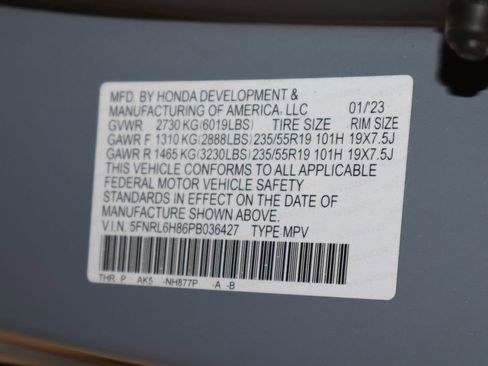 MFD. BY HONDA DEVELOPMENT &
MANUFACTURING OF AMERICA, LLC 01/'23
GVWR 2730 KG(6019LBS) TIRE SIZE RIM SIZE
GAWR F 1310 KG(2888LBS) 235/55R19 101H 19X7.5J
GAWR R 1465 KG(3230LBS) 235/55R19 101H 19X7.5J
THIS VEHICLE CONFORMS TO ALL APPLICABLE
FEDERAL MOTOR VEHICLE SAFETY
STANDARDS IN EFFECT ON THE DATE OF
MANUFACTURE SHOWN ABOVE.
V.I.N. 5FNRL6H86PB036427 TYPE: MPV
THR P AK5 -NH877P -A -B